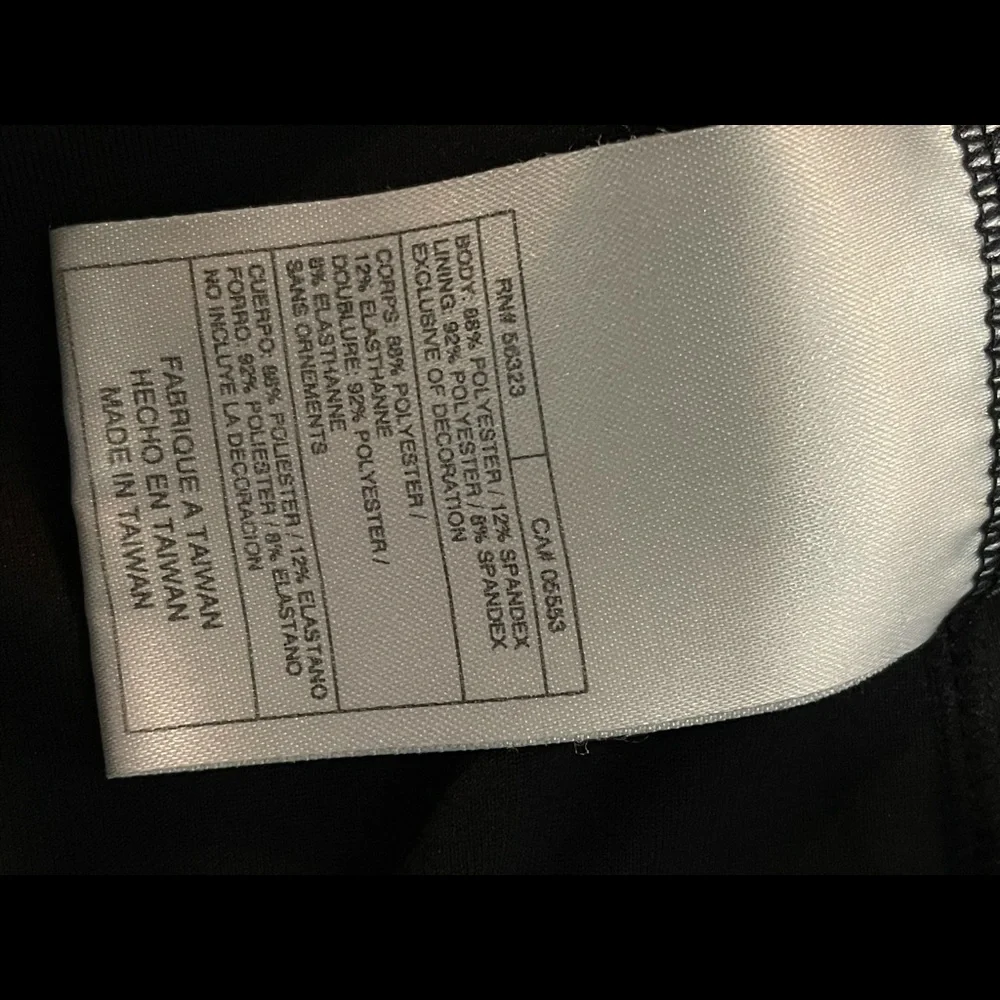 RN# 56323 CA# 05553
BODY: 88% POLYESTER / 12% SPANDEX
LINING: 92% POLYESTER / 8% SPANDEX
EXCLUSIVE OF DECORATION
CORPS: 88% POLYESTER /
12% ELASTHANNE
DOUBLURE: 92% POLYESTER /
8% ELASTHANNE
SANS ORNEMENTS
CUERPO: 88% POLIESTER / 12% ELASTANO
FORRO: 92% POLIESTER / 8% ELASTANO
NO INCLUYE LA DECORACION
FABRIQUE A TAIWAN
HECHO EN TAIWAN
MADE IN TAIWAN